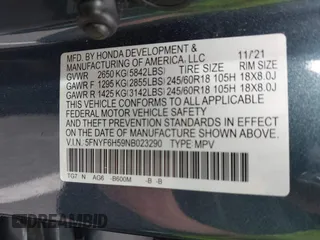 MFD. BY HONDA DEVELOPMENT &
MANUFACTURING OF AMERICA, LLC 11/21
TIRE SIZE RIM SIZE
GVWR 2650 KG(5842LBS)
GAWR F 1295 KG(2855LBS) 245/60R18 105H 18X8.0J
GAWR R 1425 KG(3142LBS) 245/60R18 105H 18X8.0J
THIS VEHICLE CONFORMS TO ALL APPLICABLE
FEDERAL MOTOR VEHICLE SAFETY AND
THEFT PREVENTION STANDARDS IN EFFECT ON
THE DATE OF MANUFACTURE SHOWN ABOVE.
V.I.N. 5FNYF6H59NB023290 TYPE MPV
TG7 N AG6 -B600M -B -B
DREAMBID